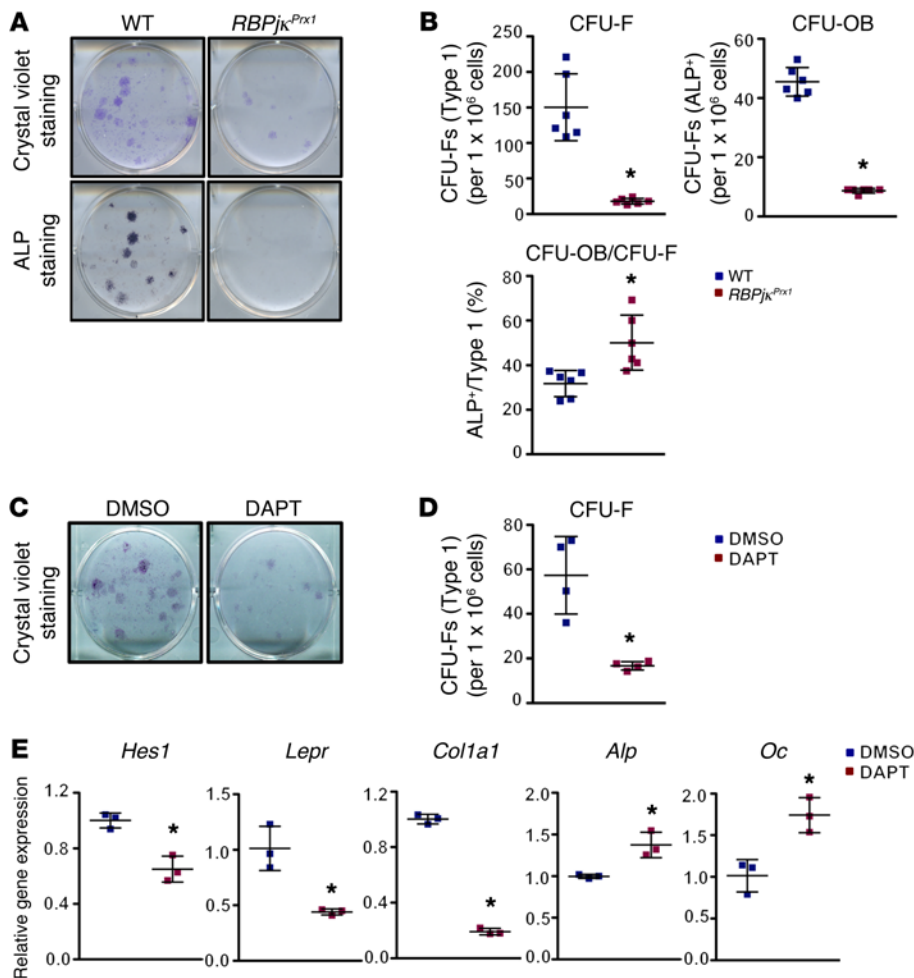 A
WT
RBPjκ^Prx1
Crystal violet
staining
ALP
staining
B
CFU-F
CFU-Fs (Type 1)
(per 1 x 10⁶ cells)
250
200
150
100
50
0
*
CFU-OB
CFU-Fs (ALP⁺)
(per 1 x 10⁶ cells)
60
40
20
0
*
CFU-OB/CFU-F
ALP⁺/Type 1 (%)
80
60
40
20
0
*
WT
RBPjκ^Prx1
C
DMSO
DAPT
Crystal violet
staining
D
CFU-F
CFU-Fs (Type 1)
(per 1 x 10⁶ cells)
80
60
40
20
0
*
DMSO
DAPT
E
Relative gene expression
Hes1
1.2
0.8
0.4
0.0
*
Lepr
1.5
1.0
0.5
0.0
*
Col1a1
1.2
0.8
0.4
0.0
*
Alp
2.0
1.5
1.0
0.5
0.0
*
Oc
2.0
1.5
1.0
0.5
0.0
*
DMSO
DAPT